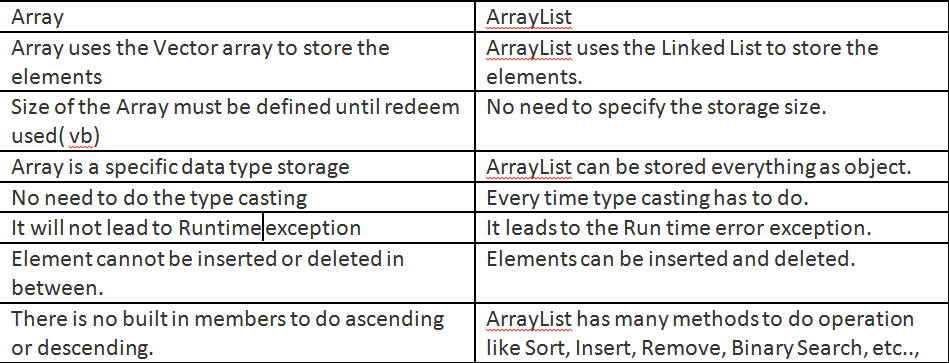 Array
ArrayList
Array uses the Vector array to store the
elements
ArrayList uses the Linked List to store the
elements.
Size of the Array must be defined until redeem
used( vb)
No need to specify the storage size.
Array is a specific data type storage
ArrayList can be stored everything as object.
No need to do the type casting
Every time type casting has to do.
It will not lead to Runtime exception
It leads to the Run time error exception.
Element cannot be inserted or deleted in
between.
Elements can be inserted and deleted.
There is no built in members to do ascending
or descending.
ArrayList has many methods to do operation
like Sort, Insert, Remove, Binary Search, etc..,